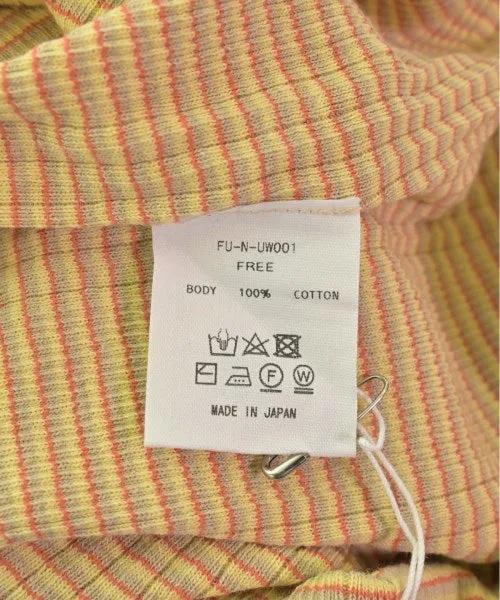 FU-N-UW001
FREE
BODY 100% COTTON
F W
MADE IN JAPAN